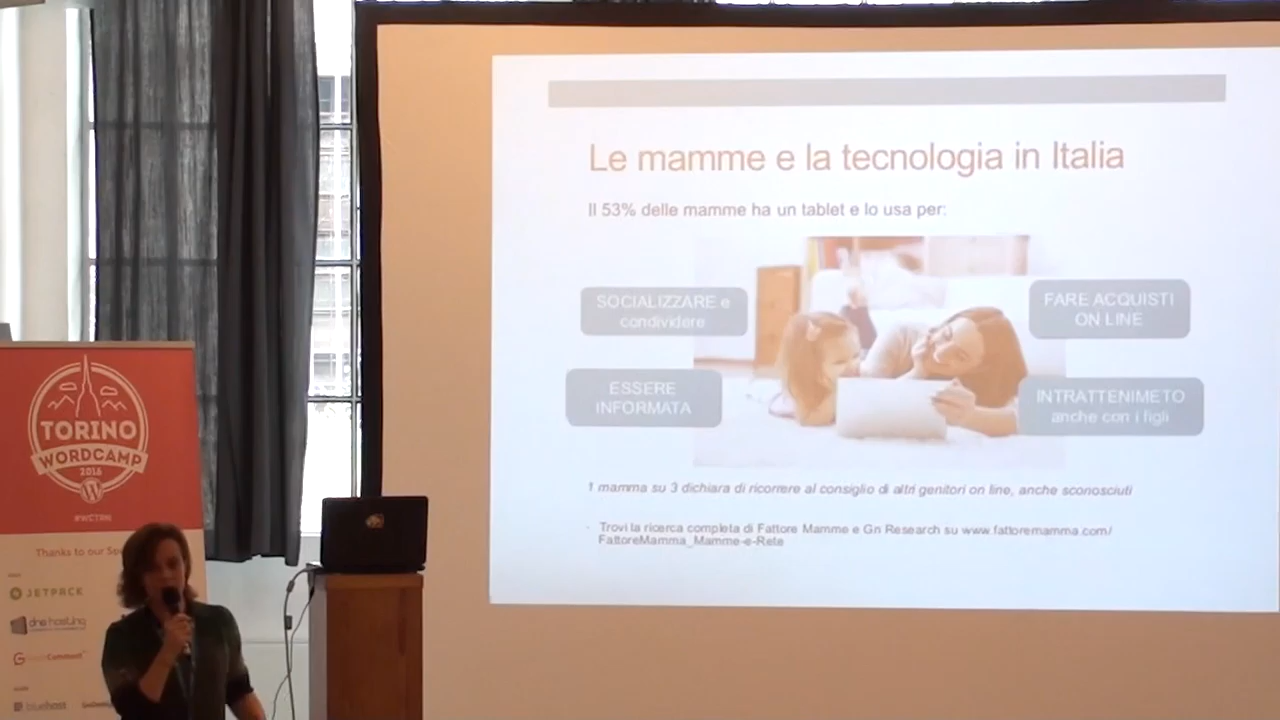 Le mamme e la tecnologia in Italia
Il 53% delle mamme ha un tablet e lo usa per:
SOCIALIZZARE e
condividere
FARE ACQUISTI
ON LINE
ESSERE
INFORMATA
INTRATTENIMETO
anche con i figli
1 mamma su 3 dichiara di ricorrere al consiglio di altri genitori on line, anche sconosciuti
- Trovi la ricerca completa di Fattore Mamme e Gn Research su www.fattoremamma.com/
FattoreMamma_Mamme-e-Rete
TORINO
WORDCAMP
2016
#WCTRN
Thanks to our
JETPACK
dne hosting
bluehost